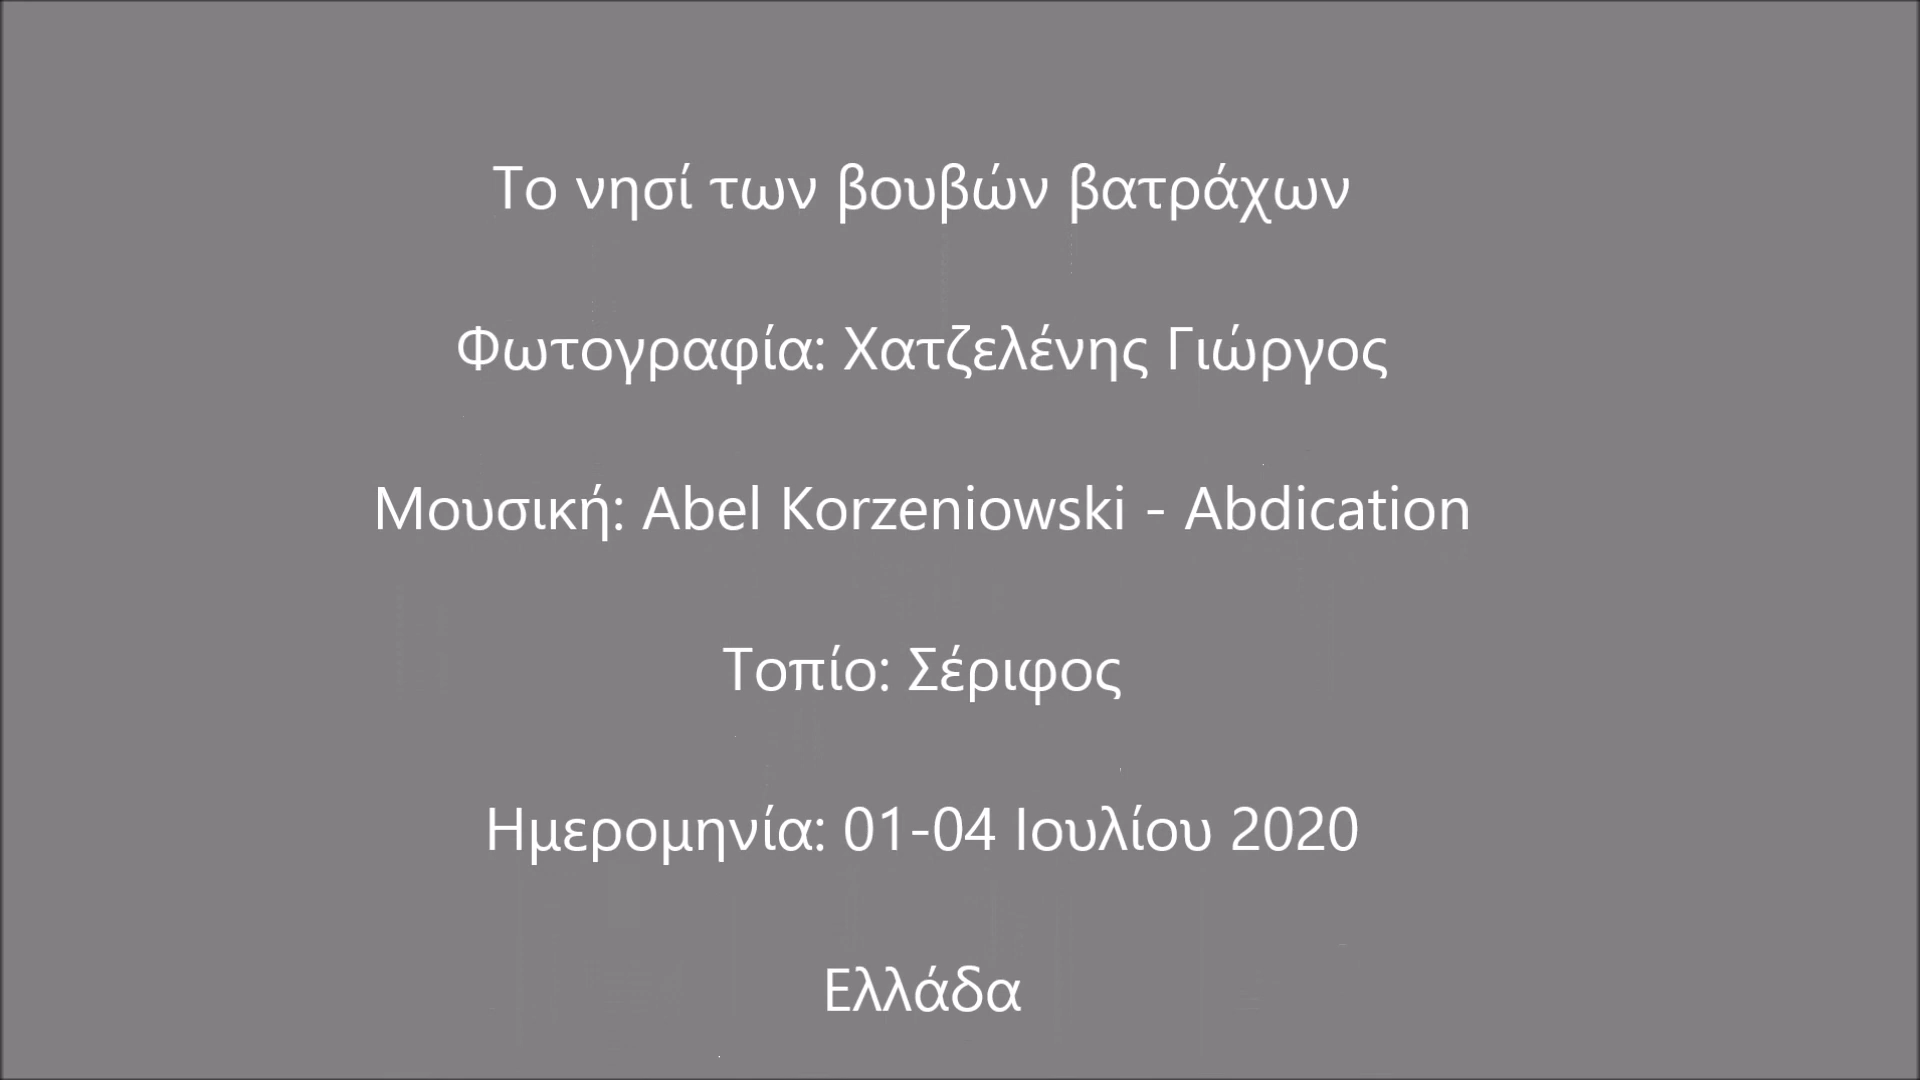 Το νησί των βουβών βατράχων
Φωτογραφία: Χατζελένης Γιώργος
Μουσική: Abel Korzeniowski - Abdication
Τοπίο: Σέριφος
Ημερομηνία: 01-04 Ιουλίου 2020
Ελλάδα